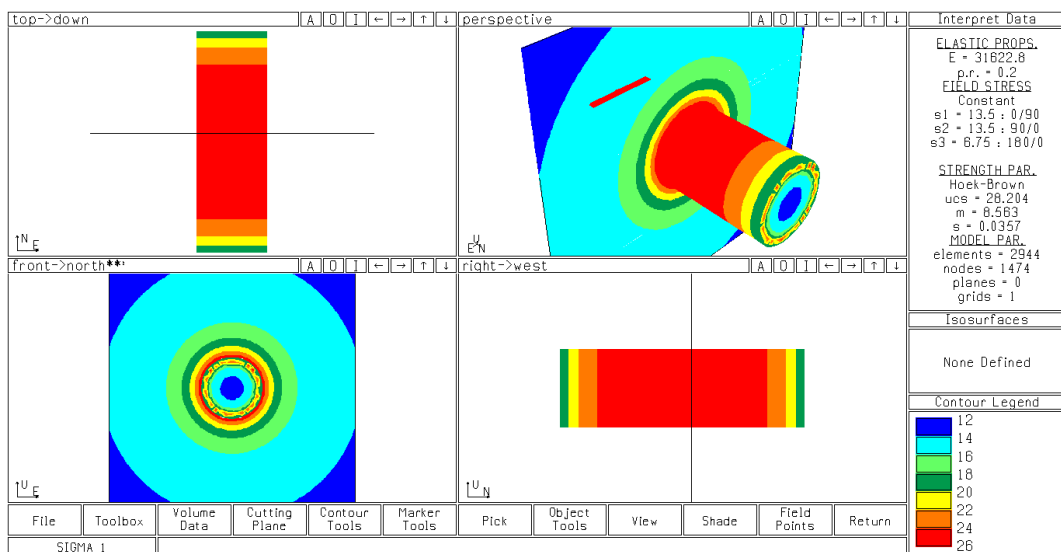 top->down
A O I ← → ↑ ↓
perspective
A O I ← → ↑ ↓
Interpret Data
ELASTIC PROPS.
E = 31622.8
p.r. = 0.2
FIELD STRESS
Constant
s1 = 13.5 : 0/90
s2 = 13.5 : 90/0
s3 = 6.75 : 180/0
STRENGTH PAR.
Hoek-Brown
ucs = 28.204
m = 8.563
s = 0.0357
MODEL PAR.
elements = 2944
nodes = 1474
planes = 0
grids = 1
N
E
U
E N
front->north
A O I ← → ↑ ↓
right->west
A O I ← → ↑ ↓
Isosurfaces
None Defined
Contour Legend
12
14
16
18
20
22
24
26
U
E
U
N
File
Toolbox
Volume
Data
Cutting
Plane
Contour
Tools
Marker
Tools
Pick
Object
Tools
View
Shade
Field
Points
Return
SIGMA 1